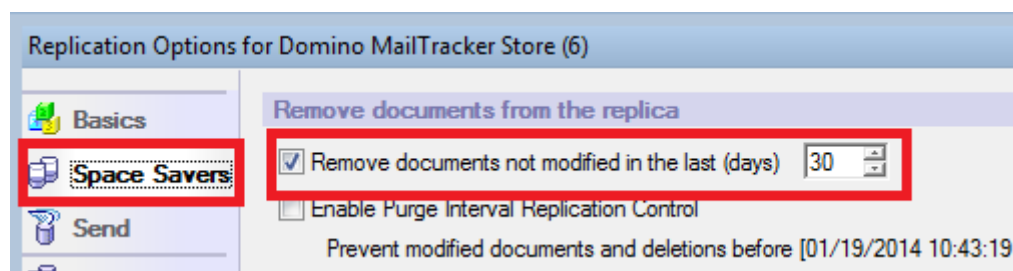 Replication Options for Domino MailTracker Store (6)
Basics
Remove documents from the replica
Space Savers
Remove documents not modified in the last (days) 30
Enable Purge Interval Replication Control
Send
Prevent modified documents and deletions before [01/19/2014 10:43:19